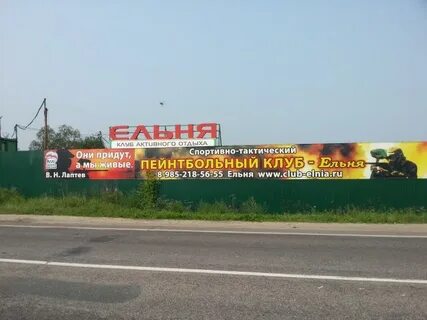 ЕЛЬНЯ
КЛУБ АКТИВНОГО ОТДЫХА
Они придут,
а мы живые.
В. Н. Лаптев
Спортивно-тактический
ПЕЙНТБОЛЬНЫЙ КЛУБ - Ельня
8-985-218-56-55 Ельня www.club-elnia.ru